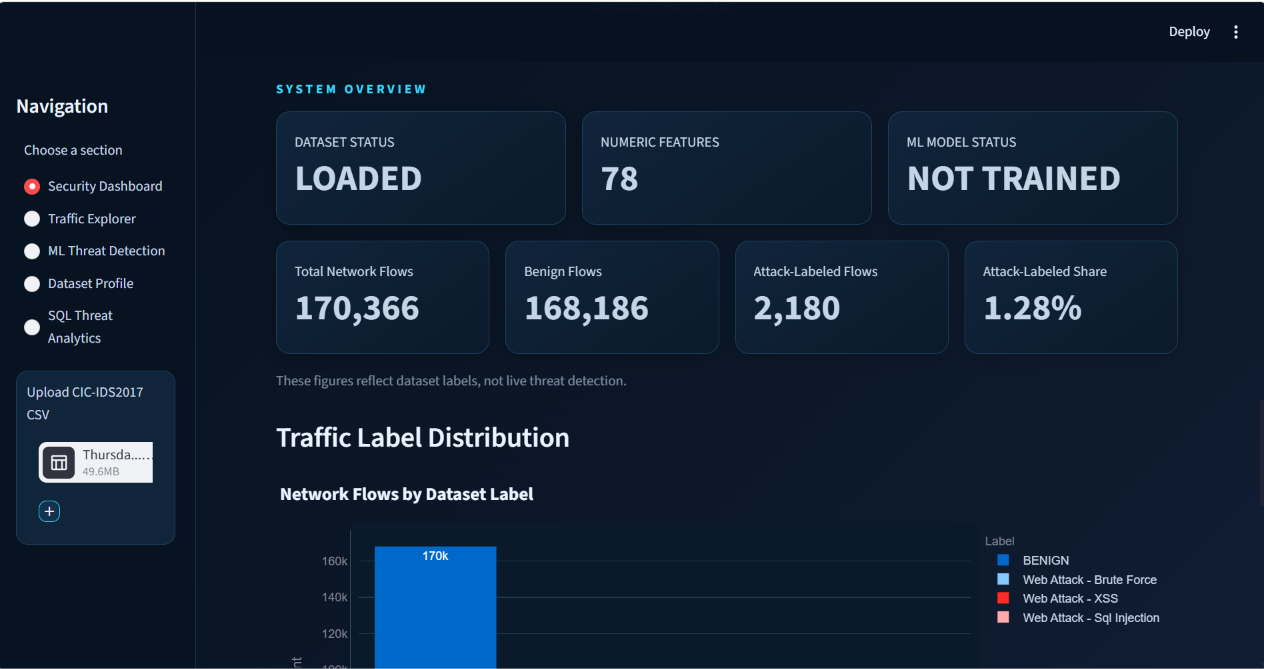 Deploy
Navigation
Choose a section
Security Dashboard
Traffic Explorer
ML Threat Detection
Dataset Profile
SQL Threat
Analytics
Upload CIC-IDS2017
CSV
Thursda......
49.6MB
SYSTEM OVERVIEW
DATASET STATUS
LOADED
NUMERIC FEATURES
78
ML MODEL STATUS
NOT TRAINED
Total Network Flows
170,366
Benign Flows
168,186
Attack-Labeled Flows
2,180
Attack-Labeled Share
1.28%
These figures reflect dataset labels, not live threat detection.
Traffic Label Distribution
Network Flows by Dataset Label
160k
140k
120k
100k
170k
Label
BENIGN
Web Attack - Brute Force
Web Attack - XSS
Web Attack - Sql Injection